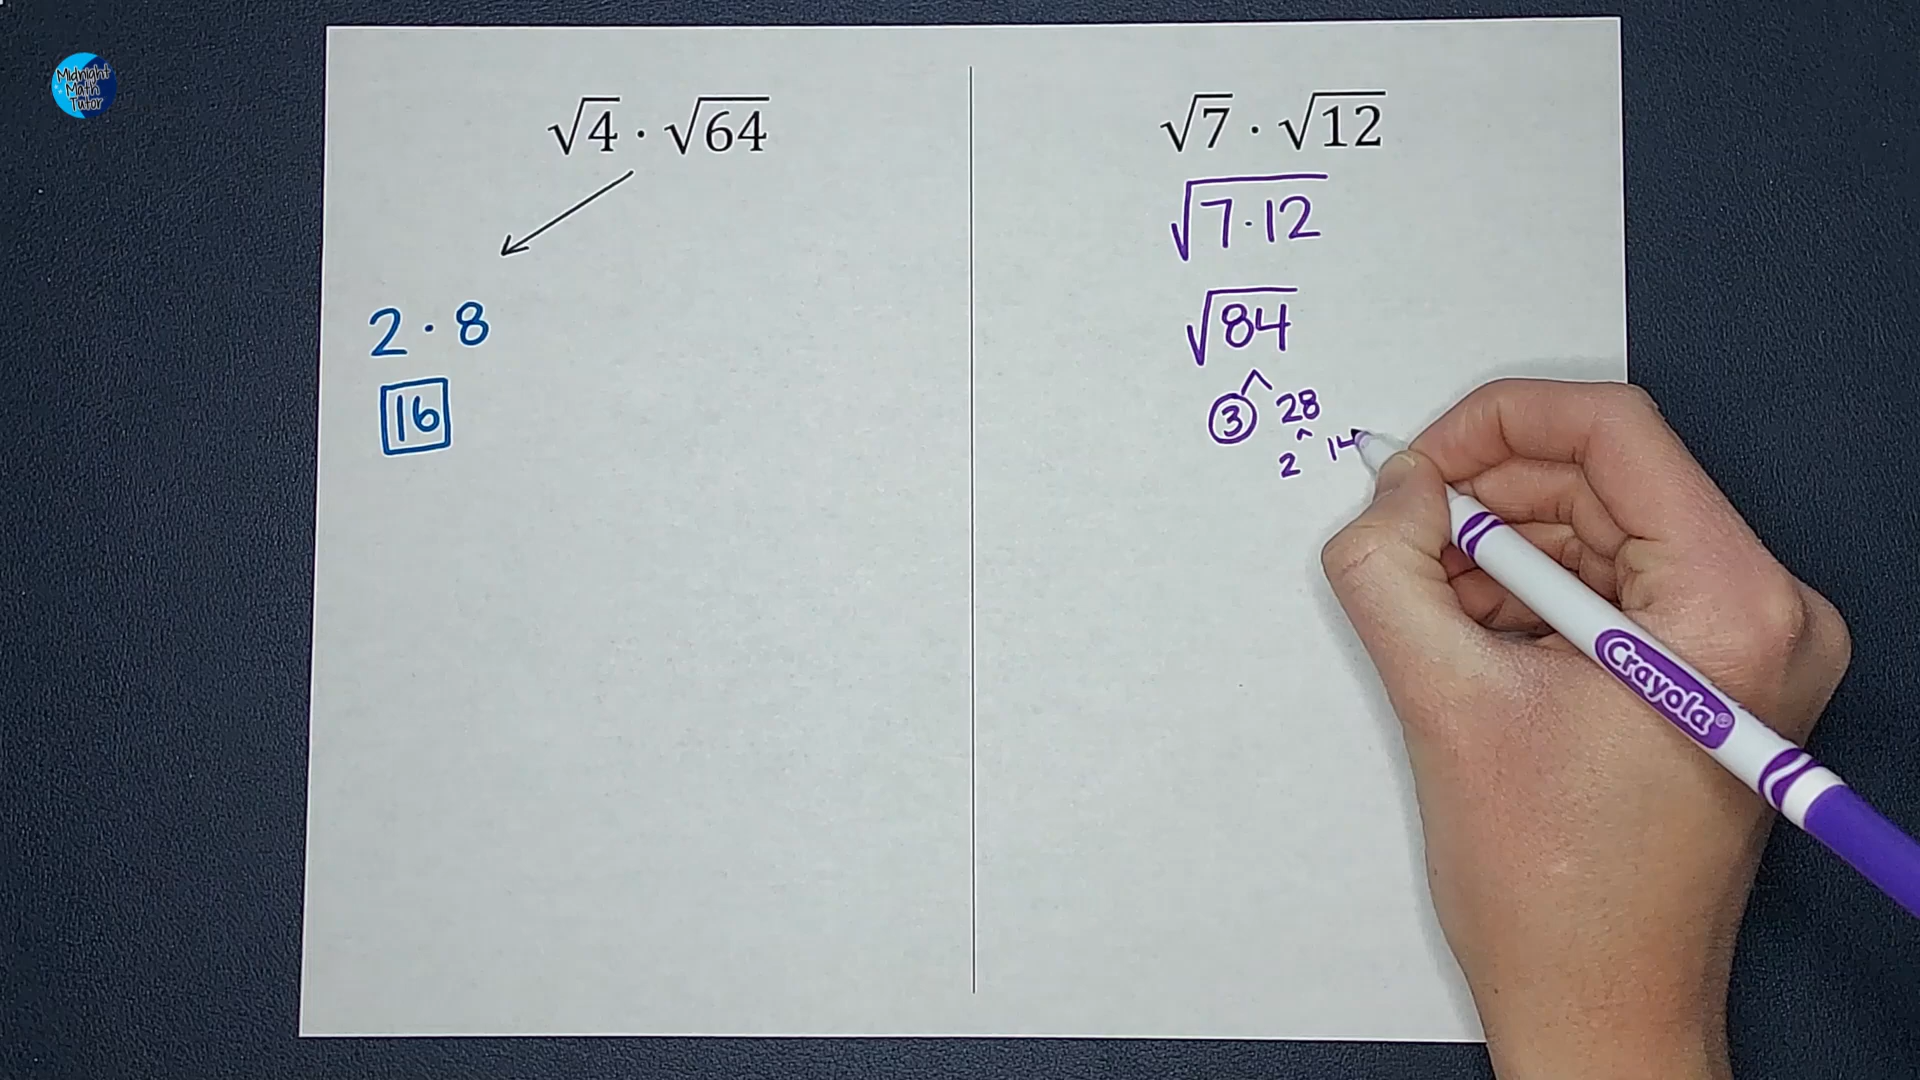 Midnight
Math
Tutor
√4 · √64
2 · 8
16
√7 · √12
√7·12
√84
3 28
2 14
Crayola®